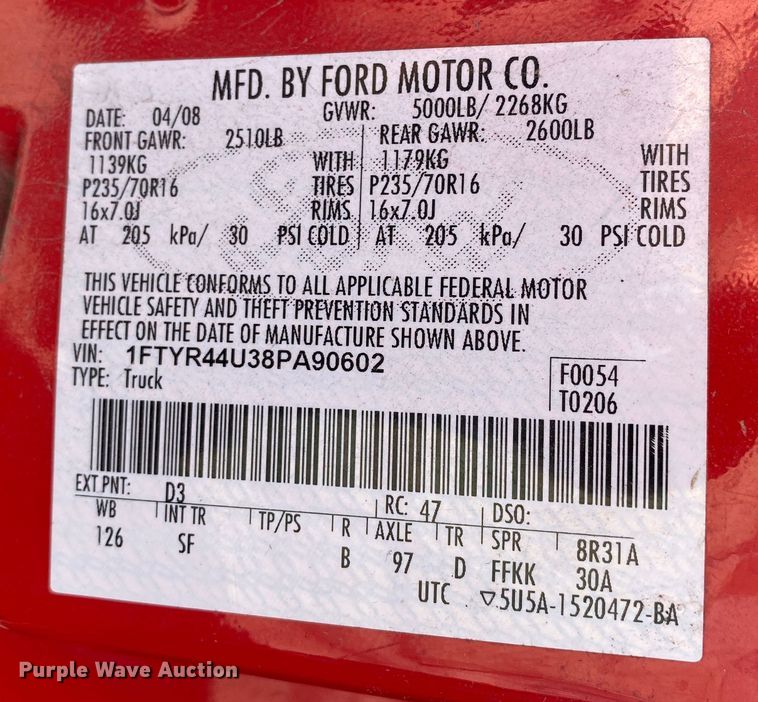 MFD. BY FORD MOTOR CO.
DATE: 04/08 GVWR: 5000LB/ 2268KG
FRONT GAWR: 2510LB REAR GAWR: 2600LB
1139KG WITH 1179KG WITH
P235/70R16 TIRES P235/70R16 TIRES
16x7.0J RIMS 16x7.0J RIMS
AT 205 kPa/ 30 PSI COLD AT 205 kPa/ 30 PSI COLD
THIS VEHICLE CONFORMS TO ALL APPLICABLE FEDERAL MOTOR
VEHICLE SAFETY AND THEFT PREVENTION STANDARDS IN
EFFECT ON THE DATE OF MANUFACTURE SHOWN ABOVE.
VIN: 1FTYR44U38PA90602
TYPE: Truck
F0054
T0206
EXT PNT: D3 RC: 47 DSO:
WB INT TR TP/PS R AXLE TR SPR 8R31A
126 SF B 97 D FFKK 30A
UTC ▽5U5A-1520472-BA
Purple Wave Auction